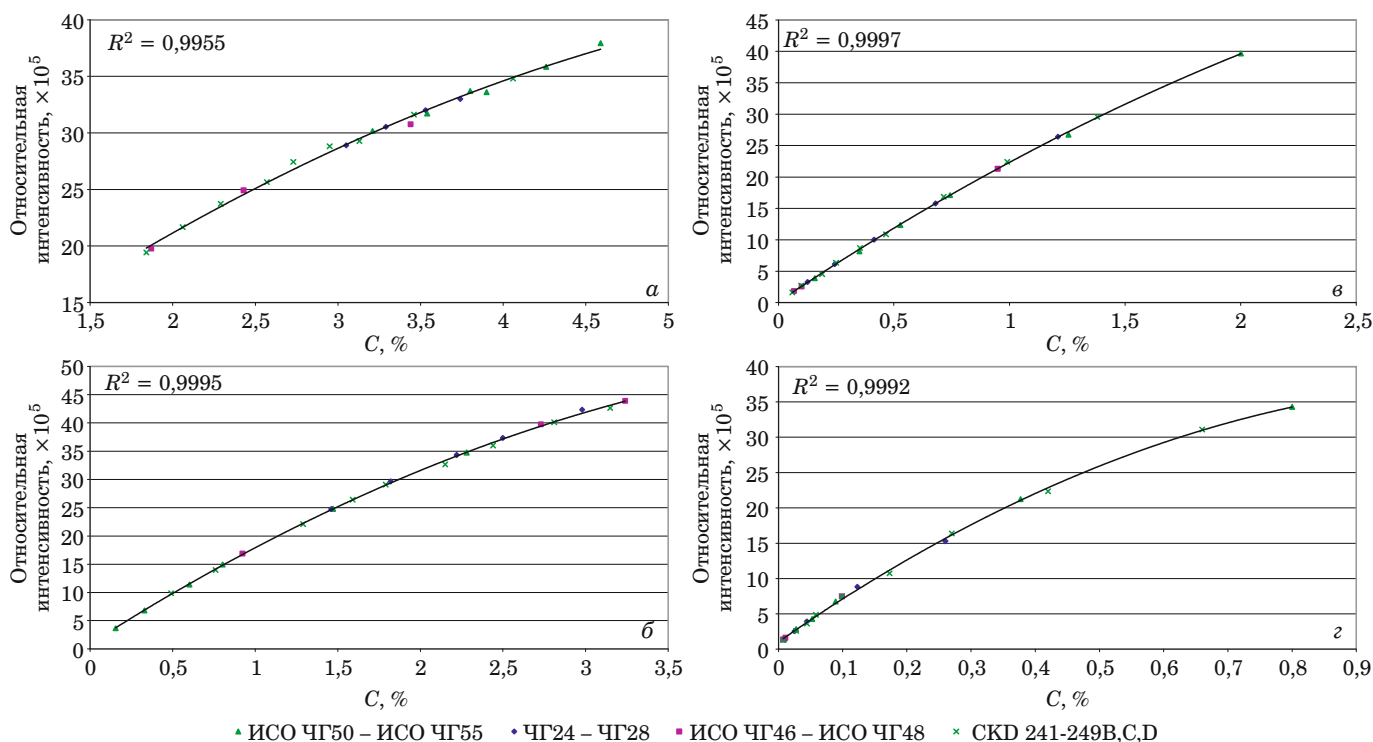 R² = 0,9955
Относительная
интенсивность, ×10⁵
40
35
30
25
20
15
1,5
2
2,5
3
3,5
4
4,5
5
C, %
а
R² = 0,9997
Относительная
интенсивность, ×10⁵
45
40
35
30
25
20
15
10
5
0
0
0,5
1
1,5
2
2,5
C, %
в
R² = 0,9995
Относительная
интенсивность, ×10⁵
50
45
40
35
30
25
20
15
10
5
0
0
0,5
1
1,5
2
2,5
3
3,5
C, %
б
R² = 0,9992
Относительная
интенсивность, ×10⁵
40
35
30
25
20
15
10
5
0
0
0,1
0,2
0,3
0,4
0,5
0,6
0,7
0,8
0,9
C, %
г
ИСО ЧГ50 – ИСО ЧГ55
ЧГ24 – ЧГ28
ИСО ЧГ46 – ИСО ЧГ48
CKD 241-249B,C,D